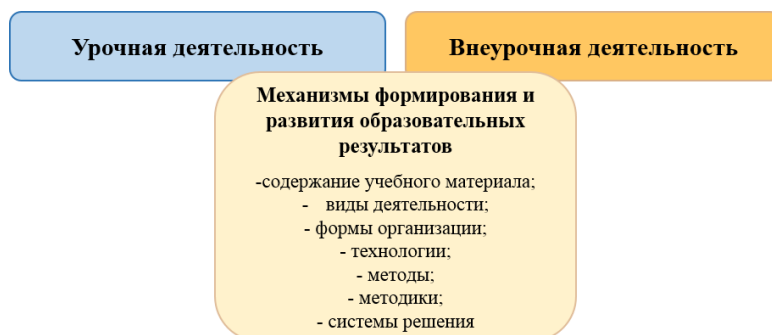 Урочная деятельность
Внеурочная деятельность
Механизмы формирования и
развития образовательных
результатов
-содержание учебного материала;
- виды деятельности;
- формы организации;
- технологии;
- методы;
- методики;
- системы решения